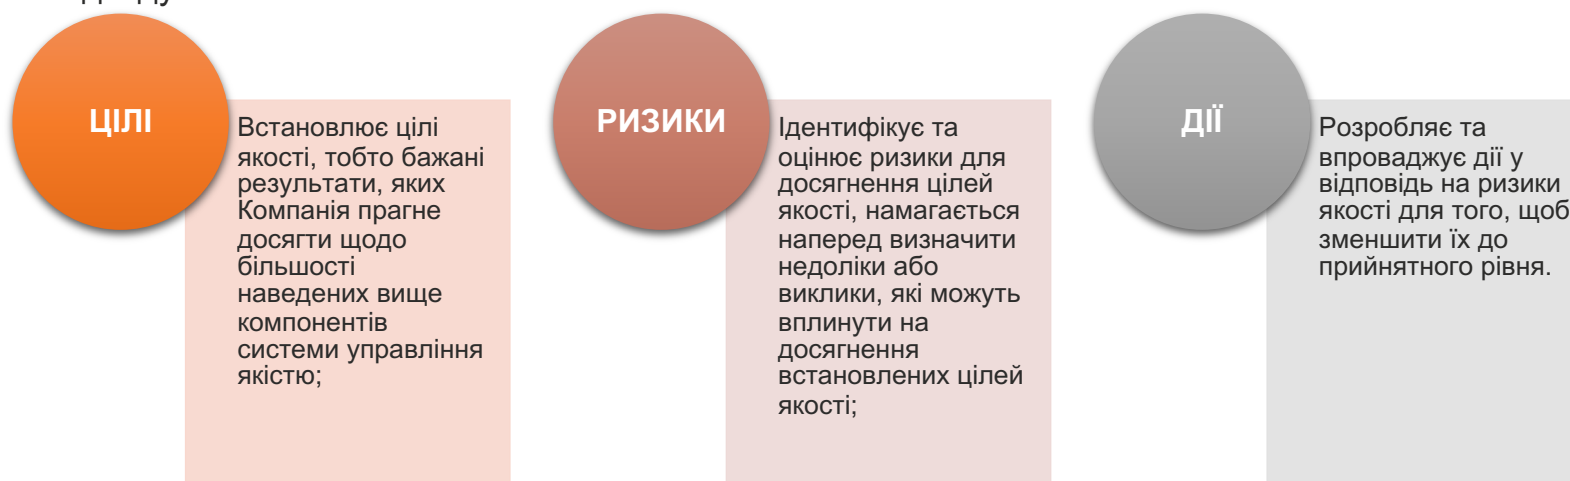 ЦІЛІ
Встановлює цілі
якості, тобто бажані
результати, яких
Компанія прагне
досягти щодо
більшості
наведених вище
компонентів
системи управління
якістю;
РИЗИКИ
Ідентифікує та
оцінює ризики для
досягнення цілей
якості, намагається
наперед визначити
недоліки або
виклики, які можуть
вплинути на
досягнення
встановлених цілей
якості;
ДІЇ
Розробляє та
впроваджує дії у
відповідь на ризики
якості для того, щоб
зменшити їх до
прийнятного рівня.